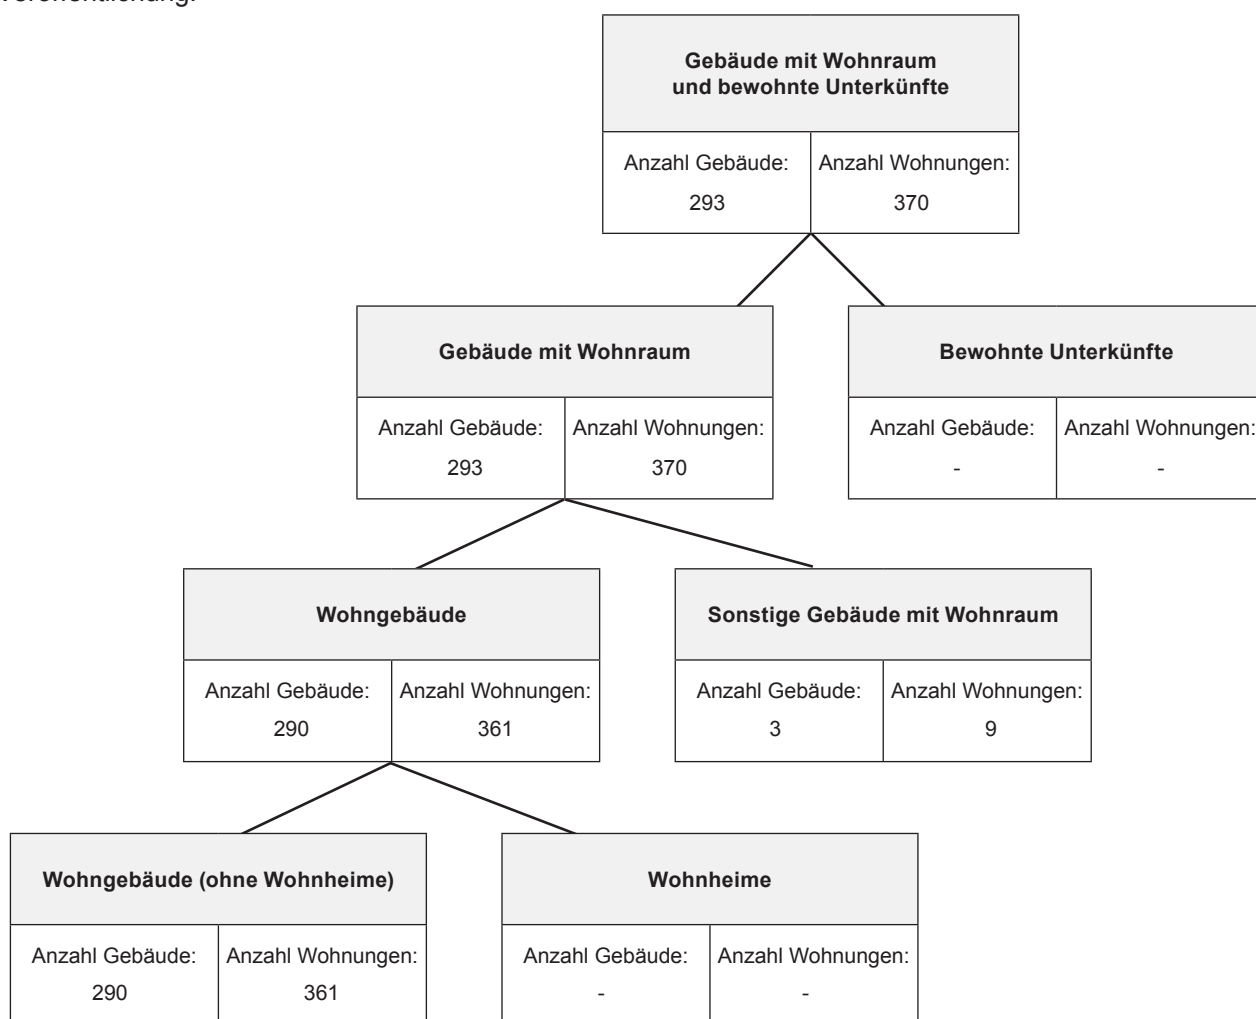 Veröffentlichung.
Gebäude mit Wohnraum
und bewohnte Unterkünfte
Anzahl Gebäude:
293
Anzahl Wohnungen:
370
Gebäude mit Wohnraum
Anzahl Gebäude:
293
Anzahl Wohnungen:
370
Bewohnte Unterkünfte
Anzahl Gebäude:
-
Anzahl Wohnungen:
-
Wohngebäude
Anzahl Gebäude:
290
Anzahl Wohnungen:
361
Sonstige Gebäude mit Wohnraum
Anzahl Gebäude:
3
Anzahl Wohnungen:
9
Wohngebäude (ohne Wohnheime)
Anzahl Gebäude:
290
Anzahl Wohnungen:
361
Wohnheime
Anzahl Gebäude:
-
Anzahl Wohnungen:
-